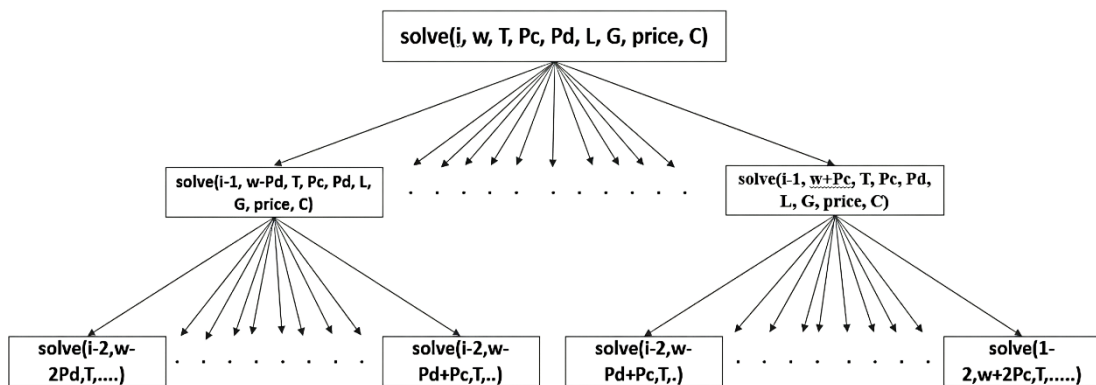 solve(i, w, T, Pc, Pd, L, G, price, C)
solve(i-1, w-Pd, T, Pc, Pd, L,
G, price, C)
solve(i-1, w+Pc, T, Pc, Pd,
L, G, price, C)
solve(i-2,w-
2Pd,T,....)
solve(i-2,w-
Pd+Pc,T,..)
solve(i-2,w-
Pd+Pc,T,.)
solve(1-
2,w+2Pc,T,.....)